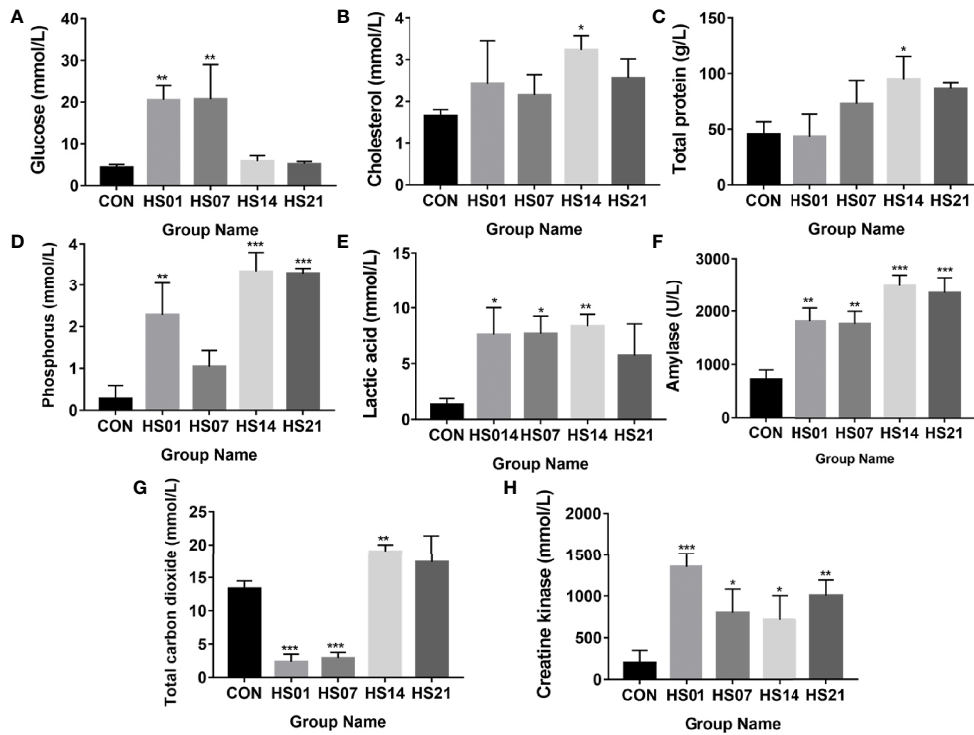 A
Glucose (mmol/L)
40
30
20
10
0
** **
CON HS01 HS07 HS14 HS21
Group Name
B
Cholesterol (mmol/L)
4
3
2
1
0
*
CON HS01 HS07 HS14 HS21
Group Name
C
Total protein (g/L)
150
100
50
0
*
CON HS01 HS07 HS14 HS21
Group Name
D
Phosphorus (mmol/L)
4
3
2
1
0
** *** ***
CON HS01 HS07 HS14 HS21
Group Name
E
Lactic acid (mmol/L)
15
10
5
0
* * **
CON HS014 HS07 HS14 HS21
Group Name
F
Amylase (U/L)
3000
2000
1000
0
** ** *** ***
CON HS01 HS07 HS14 HS21
Group Name
G
Total carbon dioxide (mmol/L)
25
20
15
10
5
0
*** *** **
CON HS01 HS07 HS14 HS21
Group Name
H
Creatine kinase (mmol/L)
2000
1500
1000
500
0
*** * * **
CON HS01 HS07 HS14 HS21
Group Name